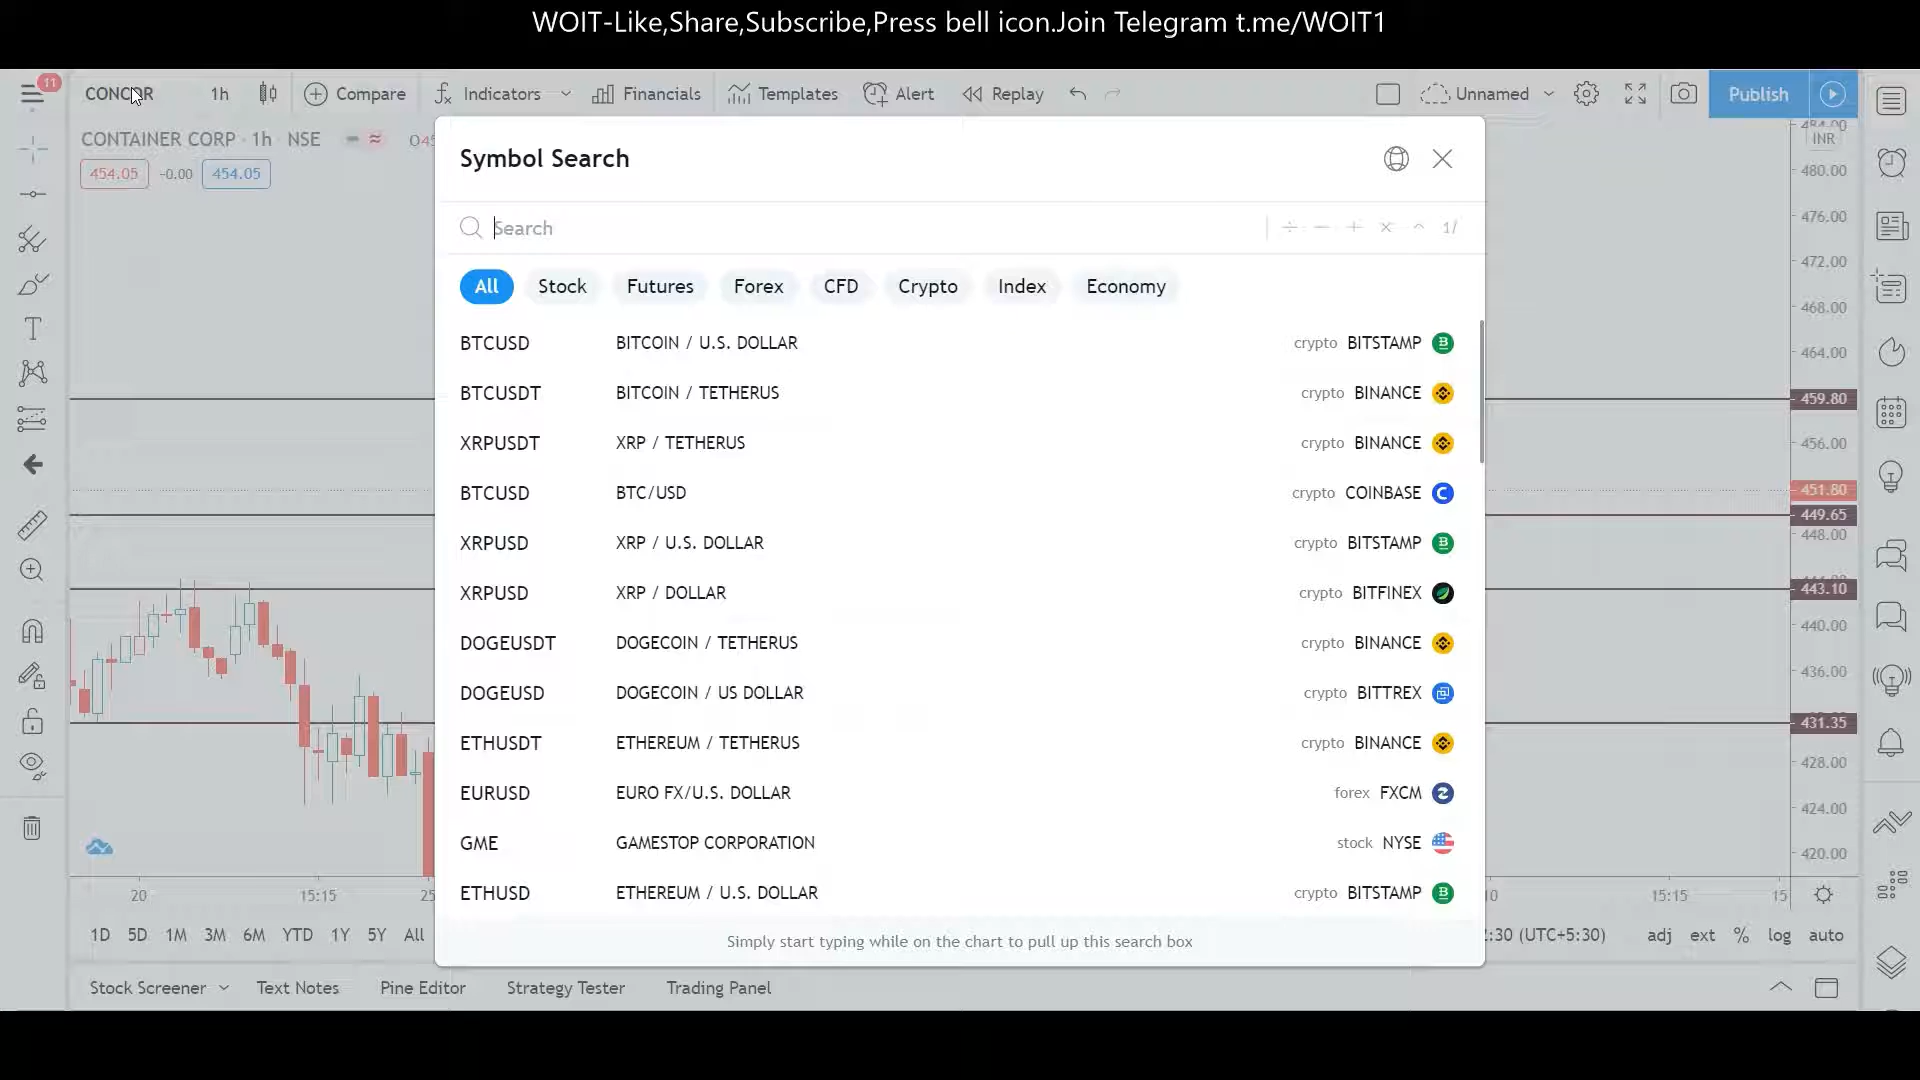 WOIT-Like,Share,Subscribe,Press bell icon.Join Telegram t.me/WOIT1
11
CONCOR 1h Compare Indicators Financials Templates Alert Replay Unnamed Publish
CONTAINER CORP · 1h · NSE
454.05 -0.00 454.05
INR
Symbol Search
Search
1/
All Stock Futures Forex CFD Crypto Index Economy
BTCUSD BITCOIN / U.S. DOLLAR crypto BITSTAMP
BTCUSDT BITCOIN / TETHERUS crypto BINANCE
XRPUSDT XRP / TETHERUS crypto BINANCE
BTCUSD BTC/USD crypto COINBASE
XRPUSD XRP / U.S. DOLLAR crypto BITSTAMP
XRPUSD XRP / DOLLAR crypto BITFINEX
DOGEUSDT DOGECOIN / TETHERUS crypto BINANCE
DOGEUSD DOGECOIN / US DOLLAR crypto BITTREX
ETHUSDT ETHEREUM / TETHERUS crypto BINANCE
EURUSD EURO FX/U.S. DOLLAR forex FXCM
GME GAMESTOP CORPORATION stock NYSE
ETHUSD ETHEREUM / U.S. DOLLAR crypto BITSTAMP
Simply start typing while on the chart to pull up this search box
480.00
476.00
472.00
468.00
464.00
459.80
456.00
451.80
449.65
448.00
443.10
440.00
436.00
431.35
428.00
424.00
420.00
20 15:15 25 15:15 15
1D 5D 1M 3M 6M YTD 1Y 5Y All
:30 (UTC+5:30) adj ext % log auto
Stock Screener Text Notes Pine Editor Strategy Tester Trading Panel